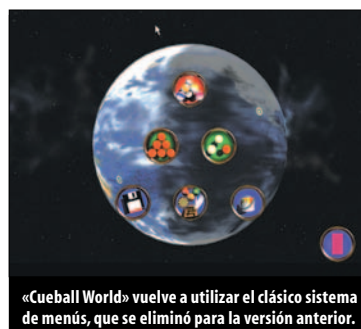 «Cueball World» vuelve a utilizar el clásico sistema
de menús, que se eliminó para la versión anterior.